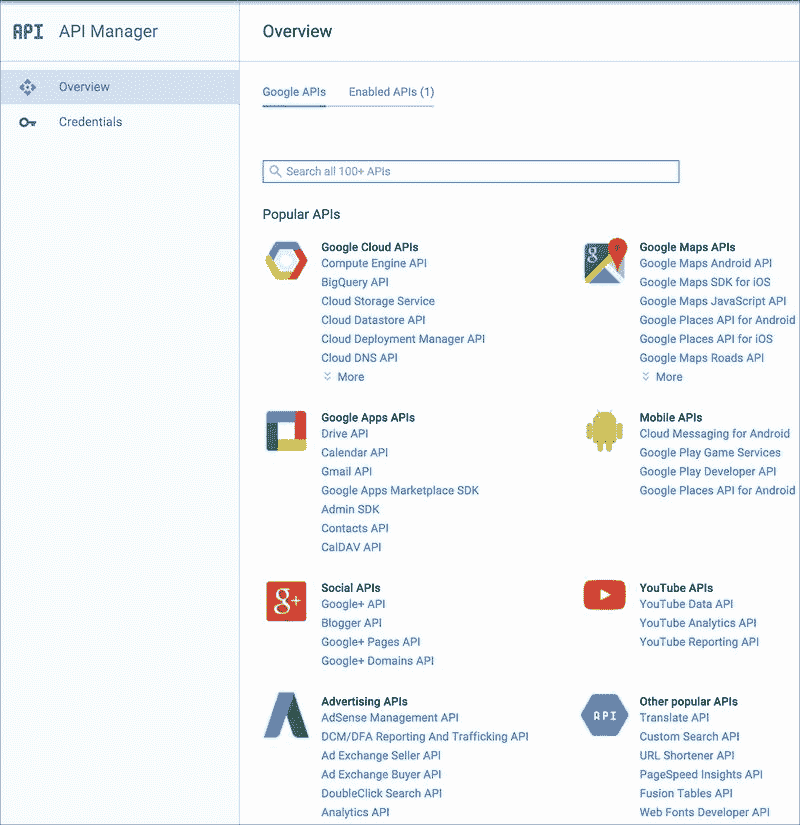 API API Manager
Overview
Credentials
Overview
Google APIs Enabled APIs (1)
Search all 100+ APIs
Popular APIs
Google Cloud APIs
Compute Engine API
BigQuery API
Cloud Storage Service
Cloud Datastore API
Cloud Deployment Manager API
Cloud DNS API
More
g
Google Maps APIs
Google Maps Android API
Google Maps SDK for iOS
Google Maps JavaScript API
Google Places API for Android
Google Places API for iOS
Google Maps Roads API
More
Google Apps APIs
Drive API
Calendar API
Gmail API
Google Apps Marketplace SDK
Admin SDK
Contacts API
CalDAV API
Mobile APIs
Cloud Messaging for Android
Google Play Game Services
Google Play Developer API
Google Places API for Android
g+
Social APIs
Google+ API
Blogger API
Google+ Pages API
Google+ Domains API
YouTube APIs
YouTube Data API
YouTube Analytics API
YouTube Reporting API
Advertising APIs
AdSense Management API
DCM/DFA Reporting And Trafficking API
Ad Exchange Seller API
Ad Exchange Buyer API
DoubleClick Search API
Analytics API
API
Other popular APIs
Translate API
Custom Search API
URL Shortener API
PageSpeed Insights API
Fusion Tables API
Web Fonts Developer API